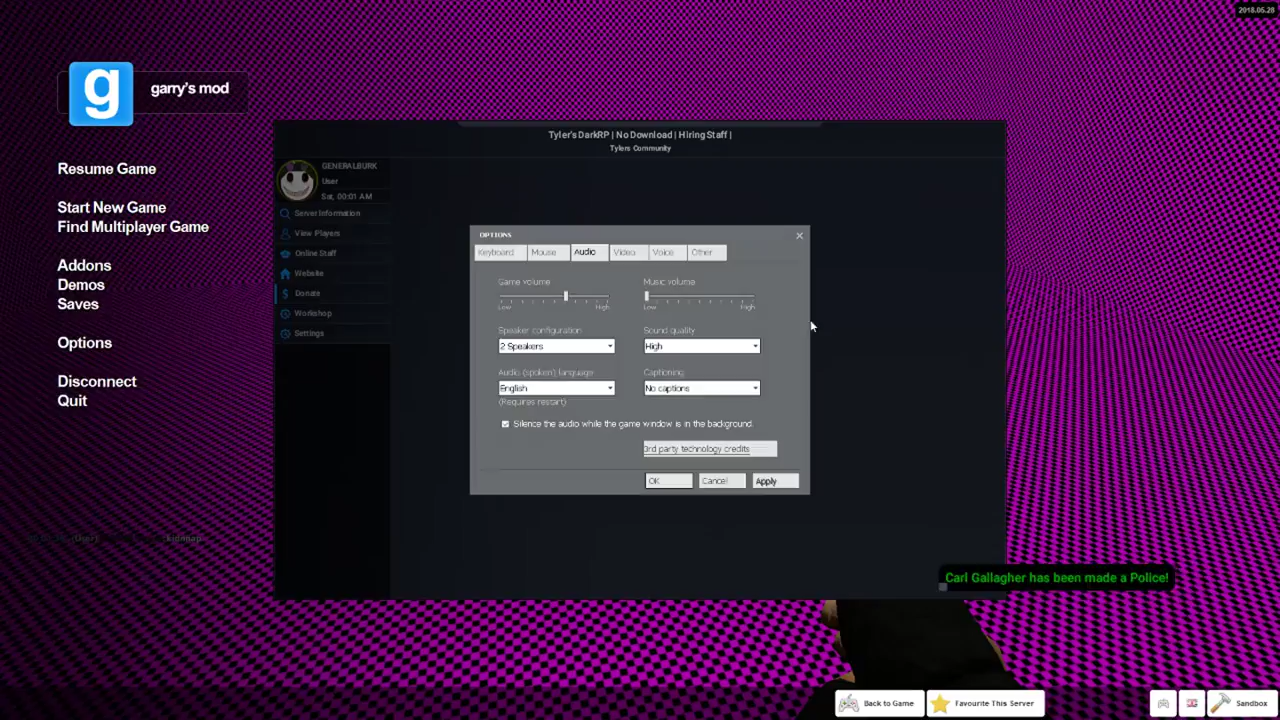 2018.05.28
g
garry's mod
Resume Game
Start New Game
Find Multiplayer Game
Addons
Demos
Saves
Options
Disconnect
Quit
Tyler's DarkRP | No Download | Hiring Staff |
Tylers Community
GENERALBURK
User
Sat, 00:01 AM
Server Information
View Players
Online Staff
Website
Donate
Workshop
Settings
OPTIONS
Keyboard
Mouse
Audio
Video
Voice
Other
Game volume
Low
High
Music volume
Low
High
Speaker configuration
2 Speakers
Sound quality
High
Audio (spoken) language
English
(Requires restart)
Captioning
No captions
Silence the audio while the game window is in the background.
3rd party technology credits
OK
Cancel
Apply
(User)
Carl Gallagher has been made a Police!
Back to Game
Favourite This Server
Sandbox